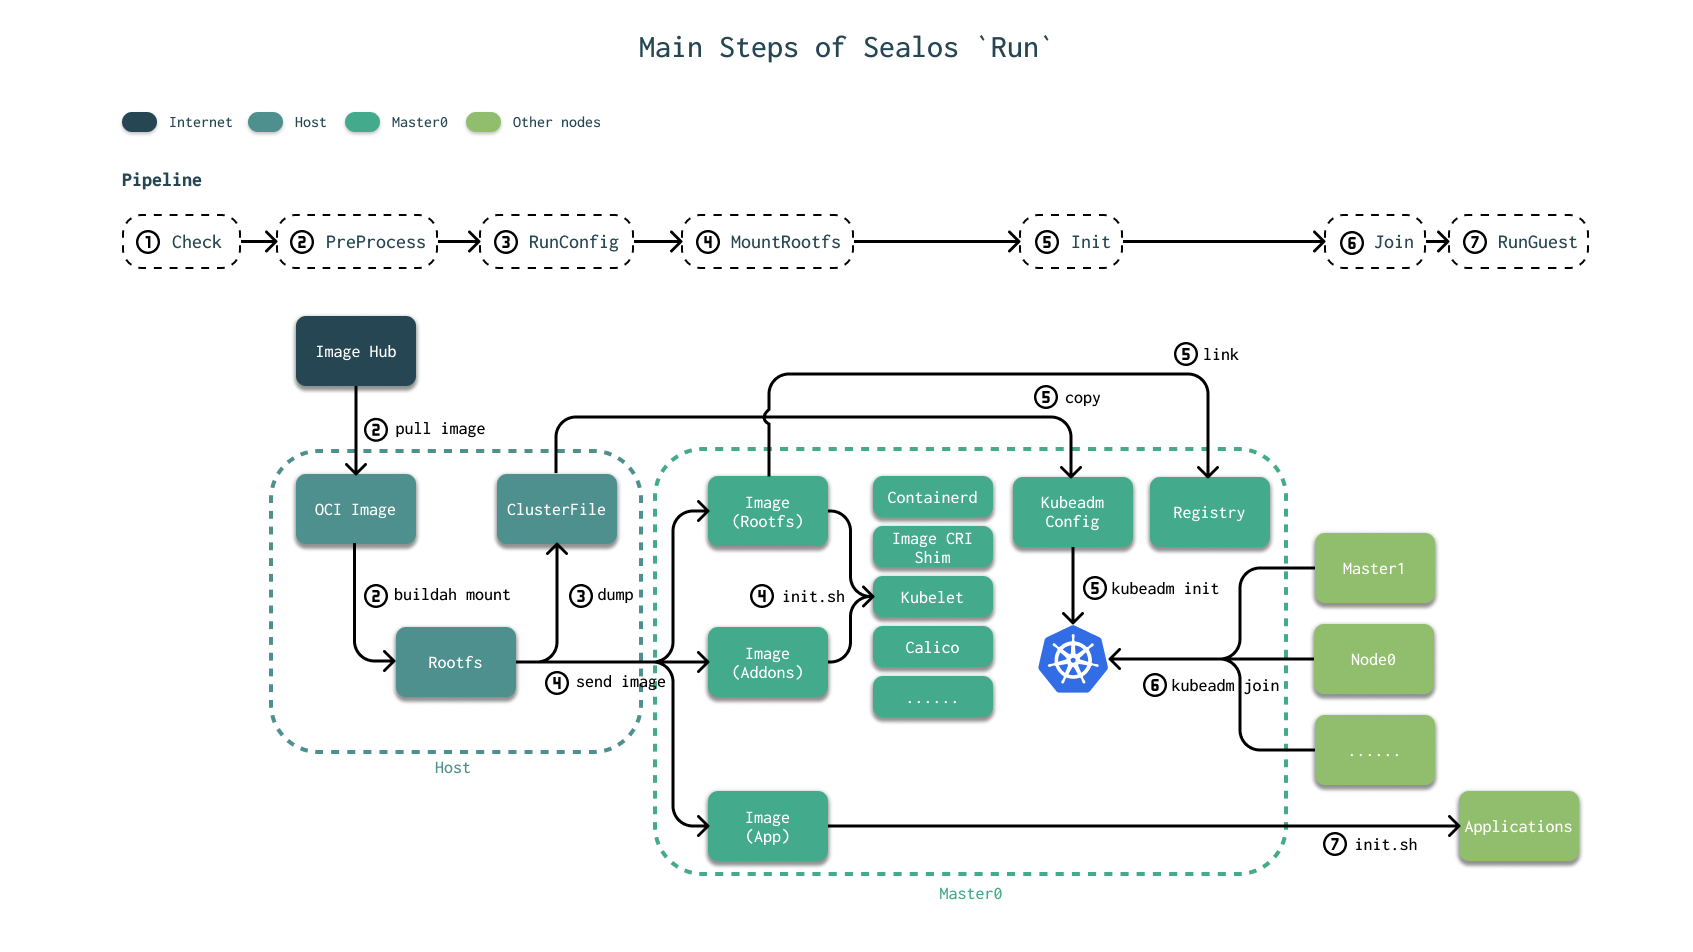 Main Steps of Sealos `Run`
Internet
Host
Master0
Other nodes
Pipeline
1 Check
2 PreProcess
3 RunConfig
4 MountRootfs
5 Init
6 Join
7 RunGuest
Image Hub
5 link
5 copy
2 pull image
OCI Image
ClusterFile
Image
(Rootfs)
Containerd
Image CRI
Shim
Kubeadm
Config
Registry
Master1
2 buildah mount
3 dump
4 init.sh
Kubelet
5 kubeadm init
Rootfs
4 send image
Image
(Addons)
Calico
......
Node0
6 kubeadm join
......
Host
Image
(App)
Applications
7 init.sh
Master0